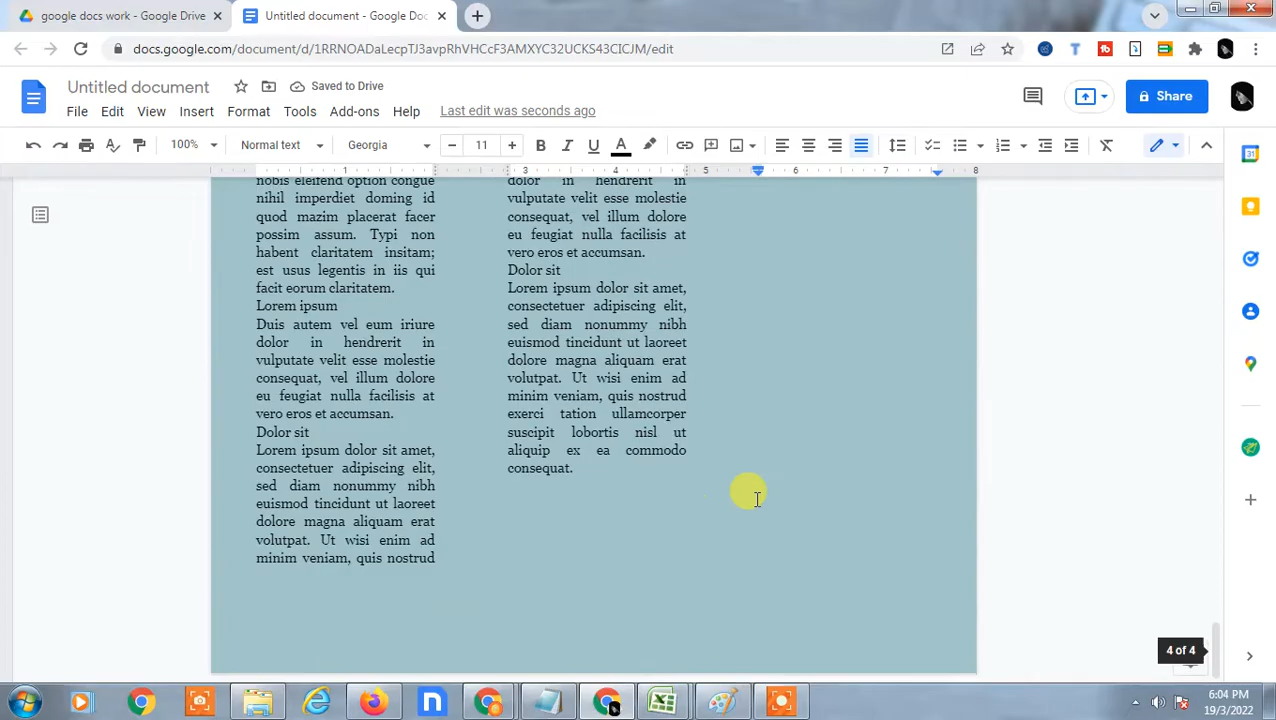 google docs work - Google Drive
Untitled document - Google Doc
docs.google.com/document/d/1RRNOADaLecpTJ3avpRhVHCcF3AMXYC32UCKS43CICJM/edit
Untitled document
Saved to Drive
Share
File Edit View Insert Format Tools Add-ons Help Last edit was seconds ago
100% Normal text Georgia 11
1 3 4 5 6 7 8
nobis eleifend option congue
nihil imperdiet doming id
quod mazim placerat facer
possim assum. Typi non
habent claritatem insitam;
est usus legentis in iis qui
facit eorum claritatem.
Lorem ipsum
Duis autem vel eum iriure
dolor in hendrerit in
vulputate velit esse molestie
consequat, vel illum dolore
eu feugiat nulla facilisis at
vero eros et accumsan.
Dolor sit
Lorem ipsum dolor sit amet,
consectetuer adipiscing elit,
sed diam nonummy nibh
euismod tincidunt ut laoreet
dolore magna aliquam erat
volutpat. Ut wisi enim ad
minim veniam, quis nostrud
dolor in hendrerit in
vulputate velit esse molestie
consequat, vel illum dolore
eu feugiat nulla facilisis at
vero eros et accumsan.
Dolor sit
Lorem ipsum dolor sit amet,
consectetuer adipiscing elit,
sed diam nonummy nibh
euismod tincidunt ut laoreet
dolore magna aliquam erat
volutpat. Ut wisi enim ad
minim veniam, quis nostrud
exerci tation ullamcorper
suscipit lobortis nisl ut
aliquip ex ea commodo
consequat.
31
4 of 4
6:04 PM
19/3/2022